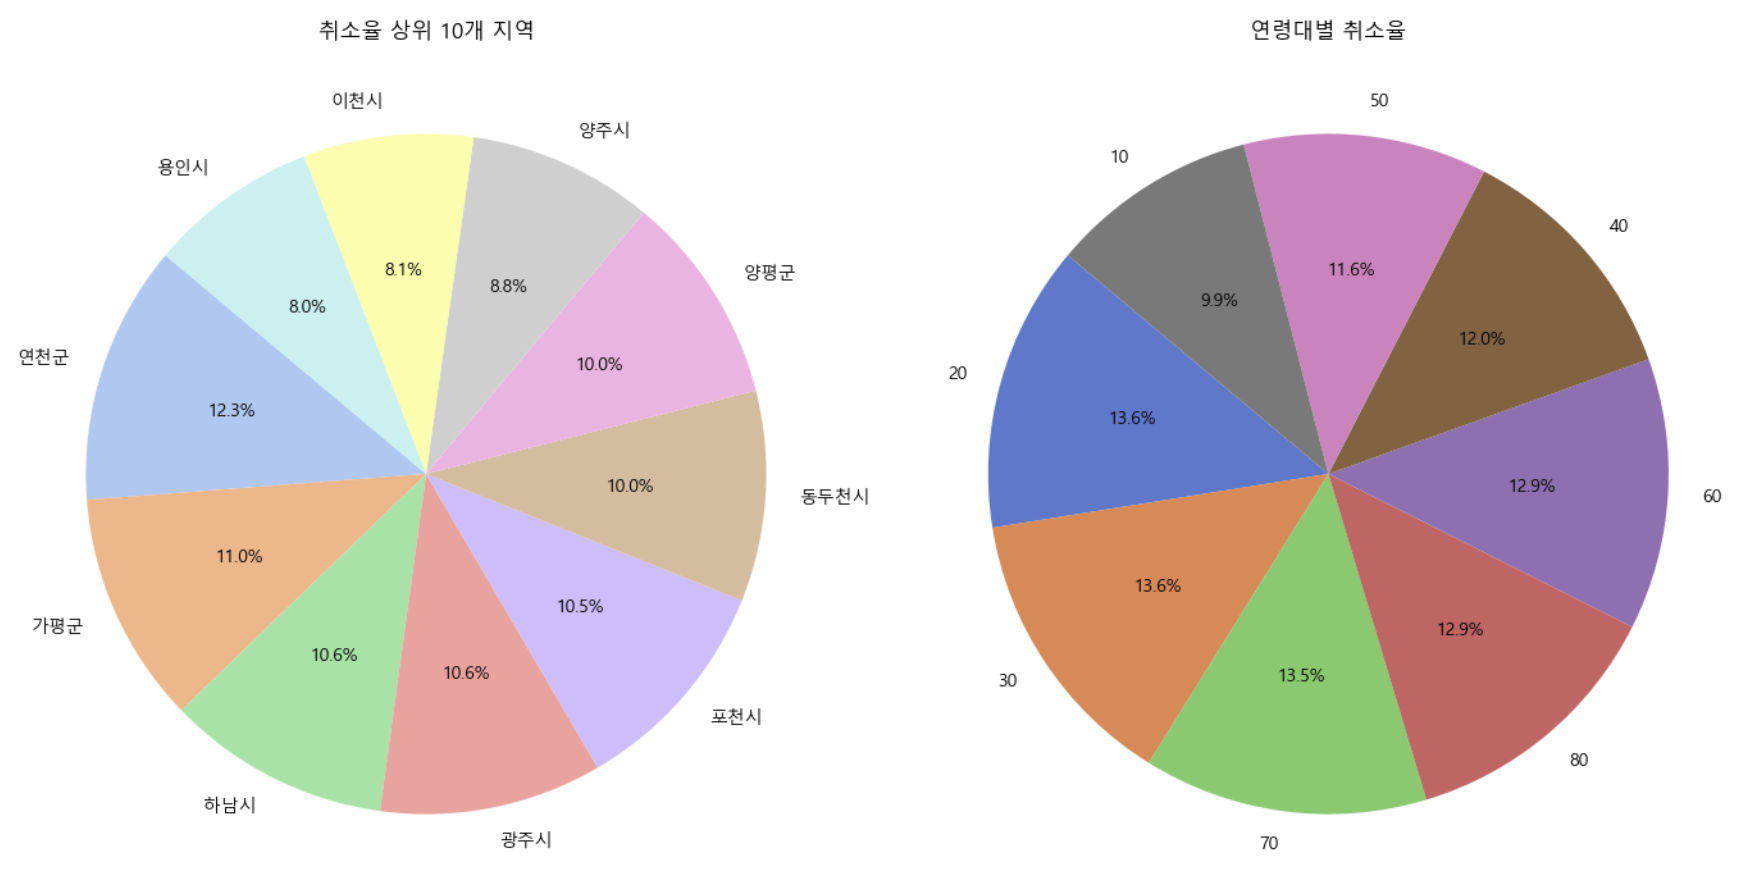 취소율 상위 10개 지역
이천시
양주시
용인시
양평군
8.1%
8.8%
8.0%
연천군
10.0%
12.3%
10.0%
동두천시
11.0%
10.5%
가평군
10.6%
10.6%
포천시
하남시
광주시
연령대별 취소율
50
10
40
11.6%
9.9%
12.0%
20
13.6%
12.9%
60
13.6%
12.9%
30
13.5%
80
70